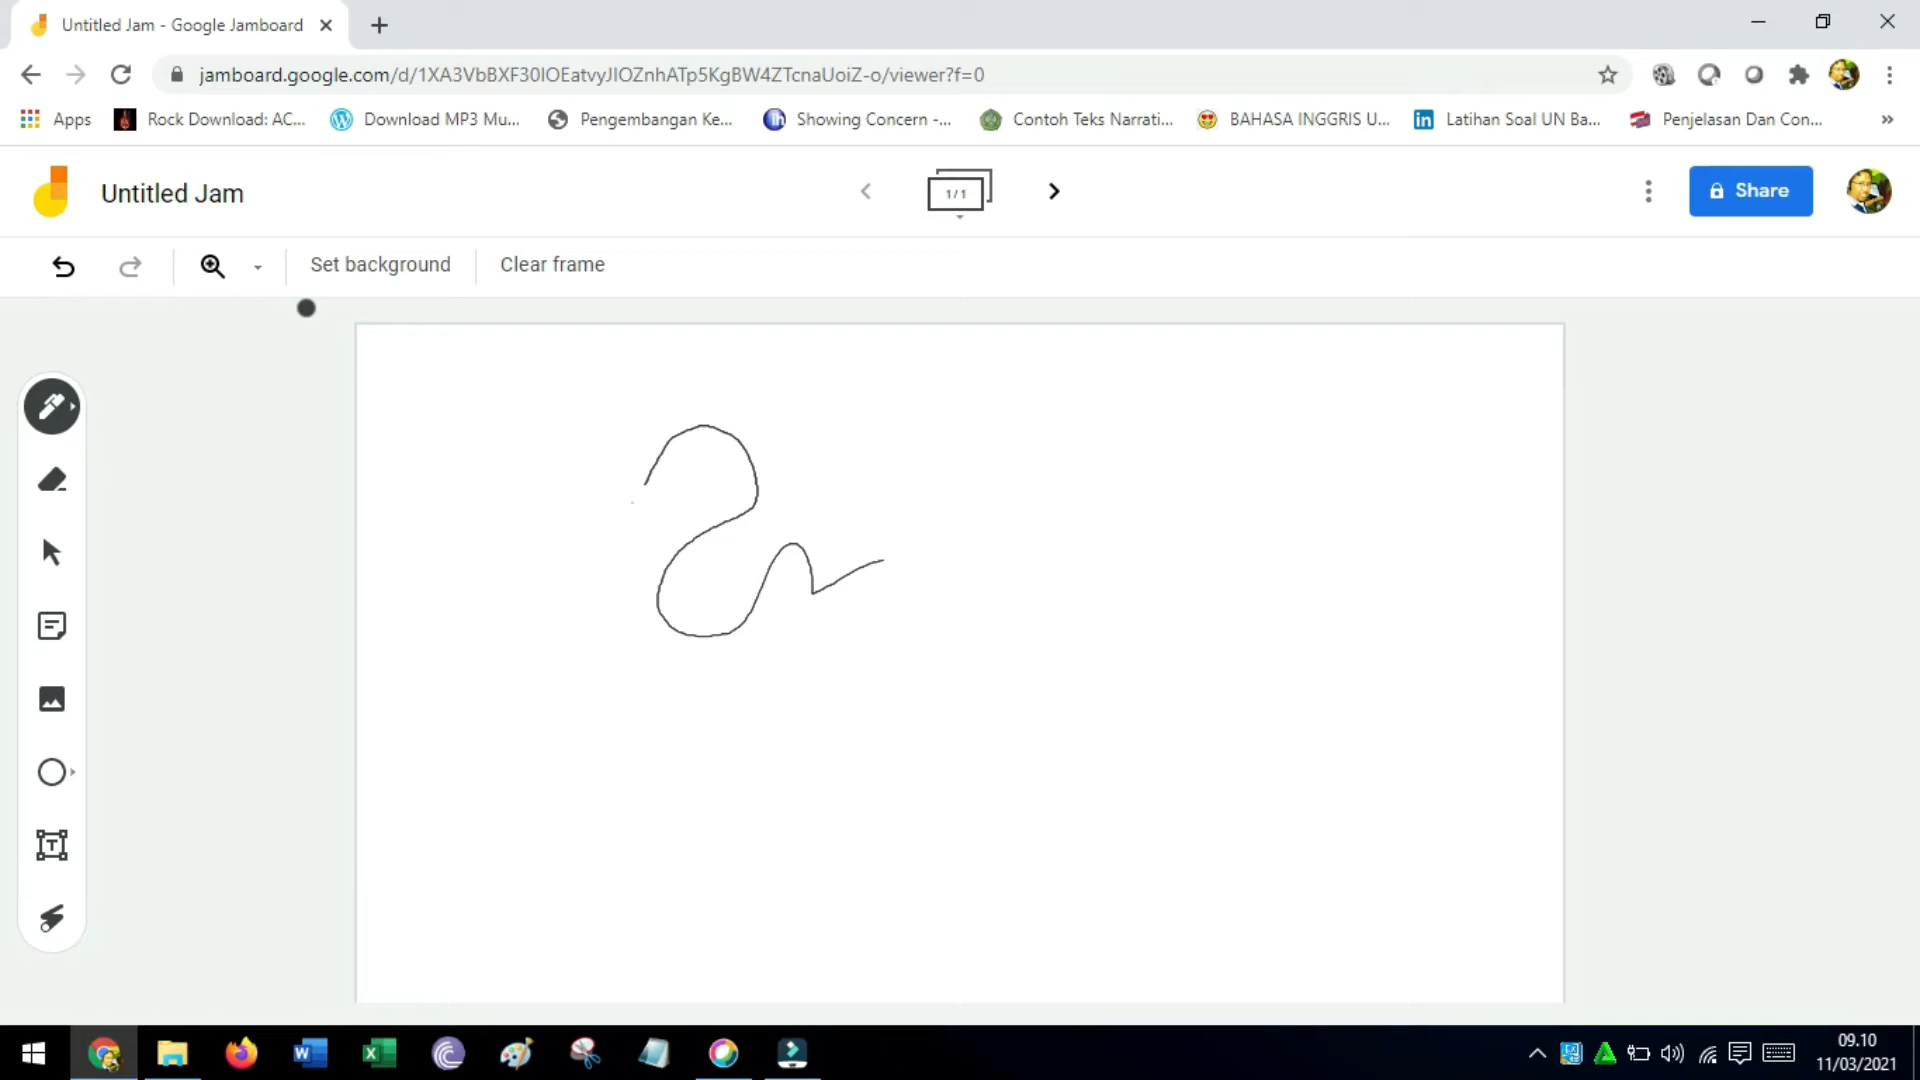 Untitled Jam - Google Jamboard
jamboard.google.com/d/1XA3VbBXF30IOEatvyJIOZnhATp5KgBW4ZTcnaUoiZ-o/viewer?f=0
Apps Rock Download: AC... Download MP3 Mu... Pengembangan Ke... Showing Concern -... Contoh Teks Narrati... BAHASA INGGRIS U... Latihan Soal UN Ba... Penjelasan Dan Con... »
Untitled Jam 1/1 Share
Set background Clear frame
09.10
11/03/2021